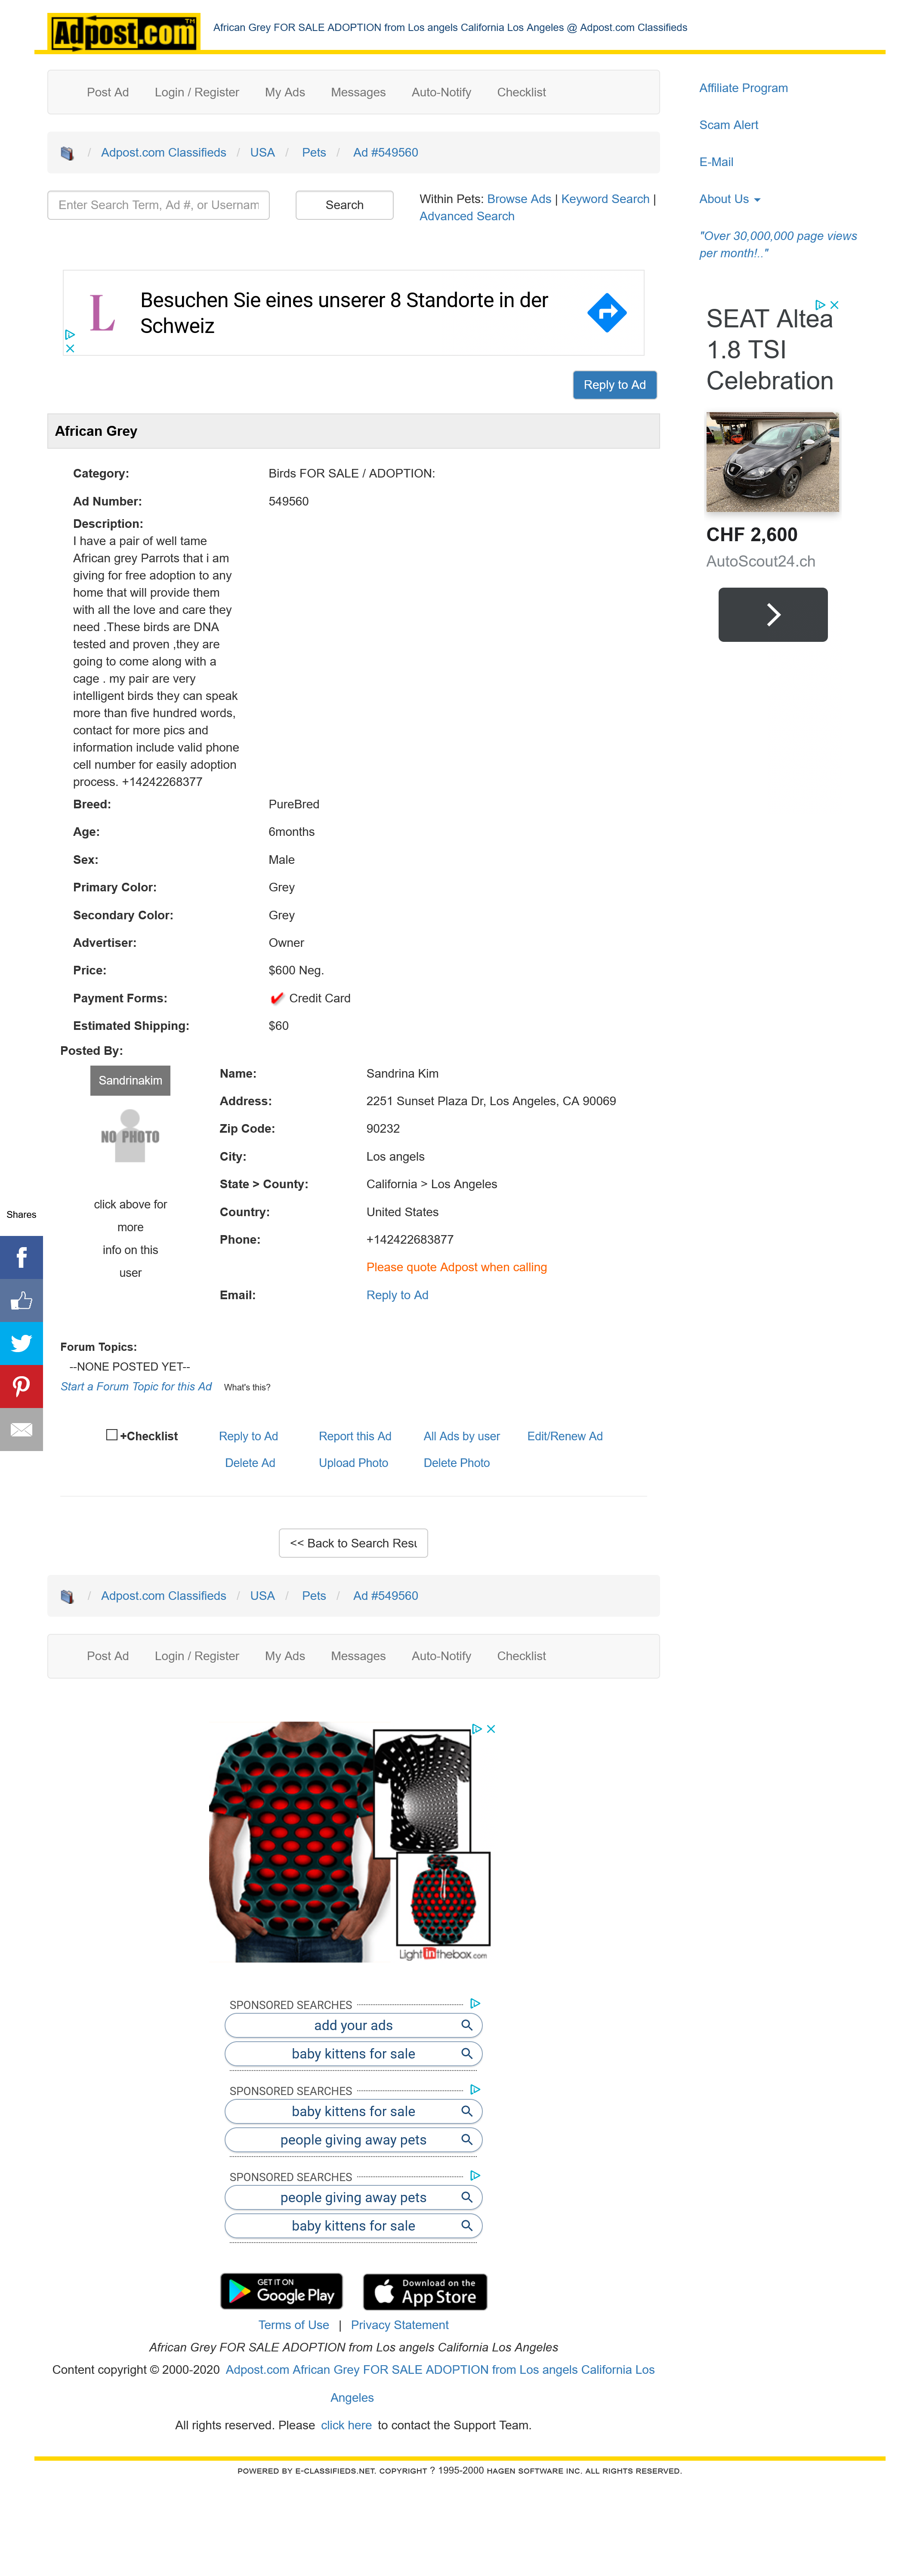 Adpost.com TM
African Grey FOR SALE ADOPTION from Los angels California Los Angeles @ Adpost.com Classifieds
Post Ad Login / Register My Ads Messages Auto-Notify Checklist
/ Adpost.com Classifieds / USA / Pets / Ad #549560
Enter Search Term, Ad #, or Usernam
Search
Within Pets: Browse Ads | Keyword Search |
Advanced Search
Affiliate Program
Scam Alert
E-Mail
About Us
"Over 30,000,000 page views
per month!.."
L
Besuchen Sie eines unserer 8 Standorte in der
Schweiz
SEAT Altea
1.8 TSI
Celebration
CHF 2,600
AutoScout24.ch
Reply to Ad
African Grey
Category: Birds FOR SALE / ADOPTION:
Ad Number: 549560
Description:
I have a pair of well tame
African grey Parrots that i am
giving for free adoption to any
home that will provide them
with all the love and care they
need .These birds are DNA
tested and proven ,they are
going to come along with a
cage . my pair are very
intelligent birds they can speak
more than five hundred words,
contact for more pics and
information include valid phone
cell number for easily adoption
process. +14242268377
Breed: PureBred
Age: 6months
Sex: Male
Primary Color: Grey
Secondary Color: Grey
Advertiser: Owner
Price: $600 Neg.
Payment Forms: Credit Card
Estimated Shipping: $60
Posted By:
Sandrinakim
NO PHOTO
click above for
more
info on this
user
Name: Sandrina Kim
Address: 2251 Sunset Plaza Dr, Los Angeles, CA 90069
Zip Code: 90232
City: Los angels
State > County: California > Los Angeles
Country: United States
Phone: +142422683877
Please quote Adpost when calling
Email: Reply to Ad
Shares
Forum Topics:
--NONE POSTED YET--
Start a Forum Topic for this Ad What's this?
+Checklist Reply to Ad Report this Ad All Ads by user Edit/Renew Ad
Delete Ad Upload Photo Delete Photo
<< Back to Search Resu
/ Adpost.com Classifieds / USA / Pets / Ad #549560
Post Ad Login / Register My Ads Messages Auto-Notify Checklist
Light in thebox.com
SPONSORED SEARCHES
add your ads
baby kittens for sale
SPONSORED SEARCHES
baby kittens for sale
people giving away pets
SPONSORED SEARCHES
people giving away pets
baby kittens for sale
GET IT ON
Google Play
Download on the
App Store
Terms of Use | Privacy Statement
African Grey FOR SALE ADOPTION from Los angels California Los Angeles
Content copyright © 2000-2020 Adpost.com African Grey FOR SALE ADOPTION from Los angels California Los
Angeles
All rights reserved. Please click here to contact the Support Team.
POWERED BY E-CLASSIFIEDS.NET. COPYRIGHT ? 1995-2000 HAGEN SOFTWARE INC. ALL RIGHTS RESERVED.